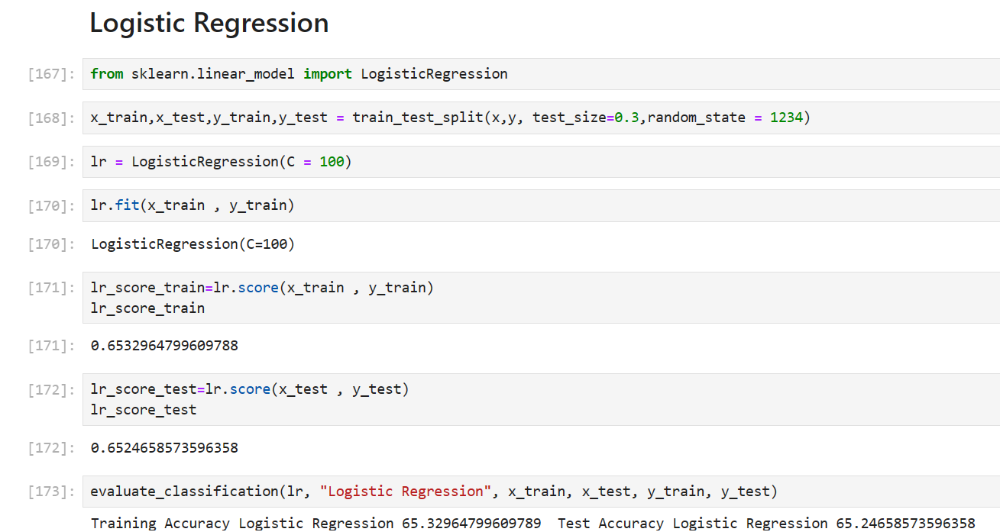 Logistic Regression
[167]: from sklearn.linear_model import LogisticRegression
[168]: x_train,x_test,y_train,y_test = train_test_split(x,y, test_size=0.3,random_state = 1234)
[169]: lr = LogisticRegression(C = 100)
[170]: lr.fit(x_train , y_train)
[170]: LogisticRegression(C=100)
[171]: lr_score_train=lr.score(x_train , y_train)
lr_score_train
[171]: 0.6532964799609788
[172]: lr_score_test=lr.score(x_test , y_test)
lr_score_test
[172]: 0.6524658573596358
[173]: evaluate_classification(lr, "Logistic Regression", x_train, x_test, y_train, y_test)
Training Accuracy Logistic Regression 65.32964799609789  Test Accuracy Logistic Regression 65.24658573596358